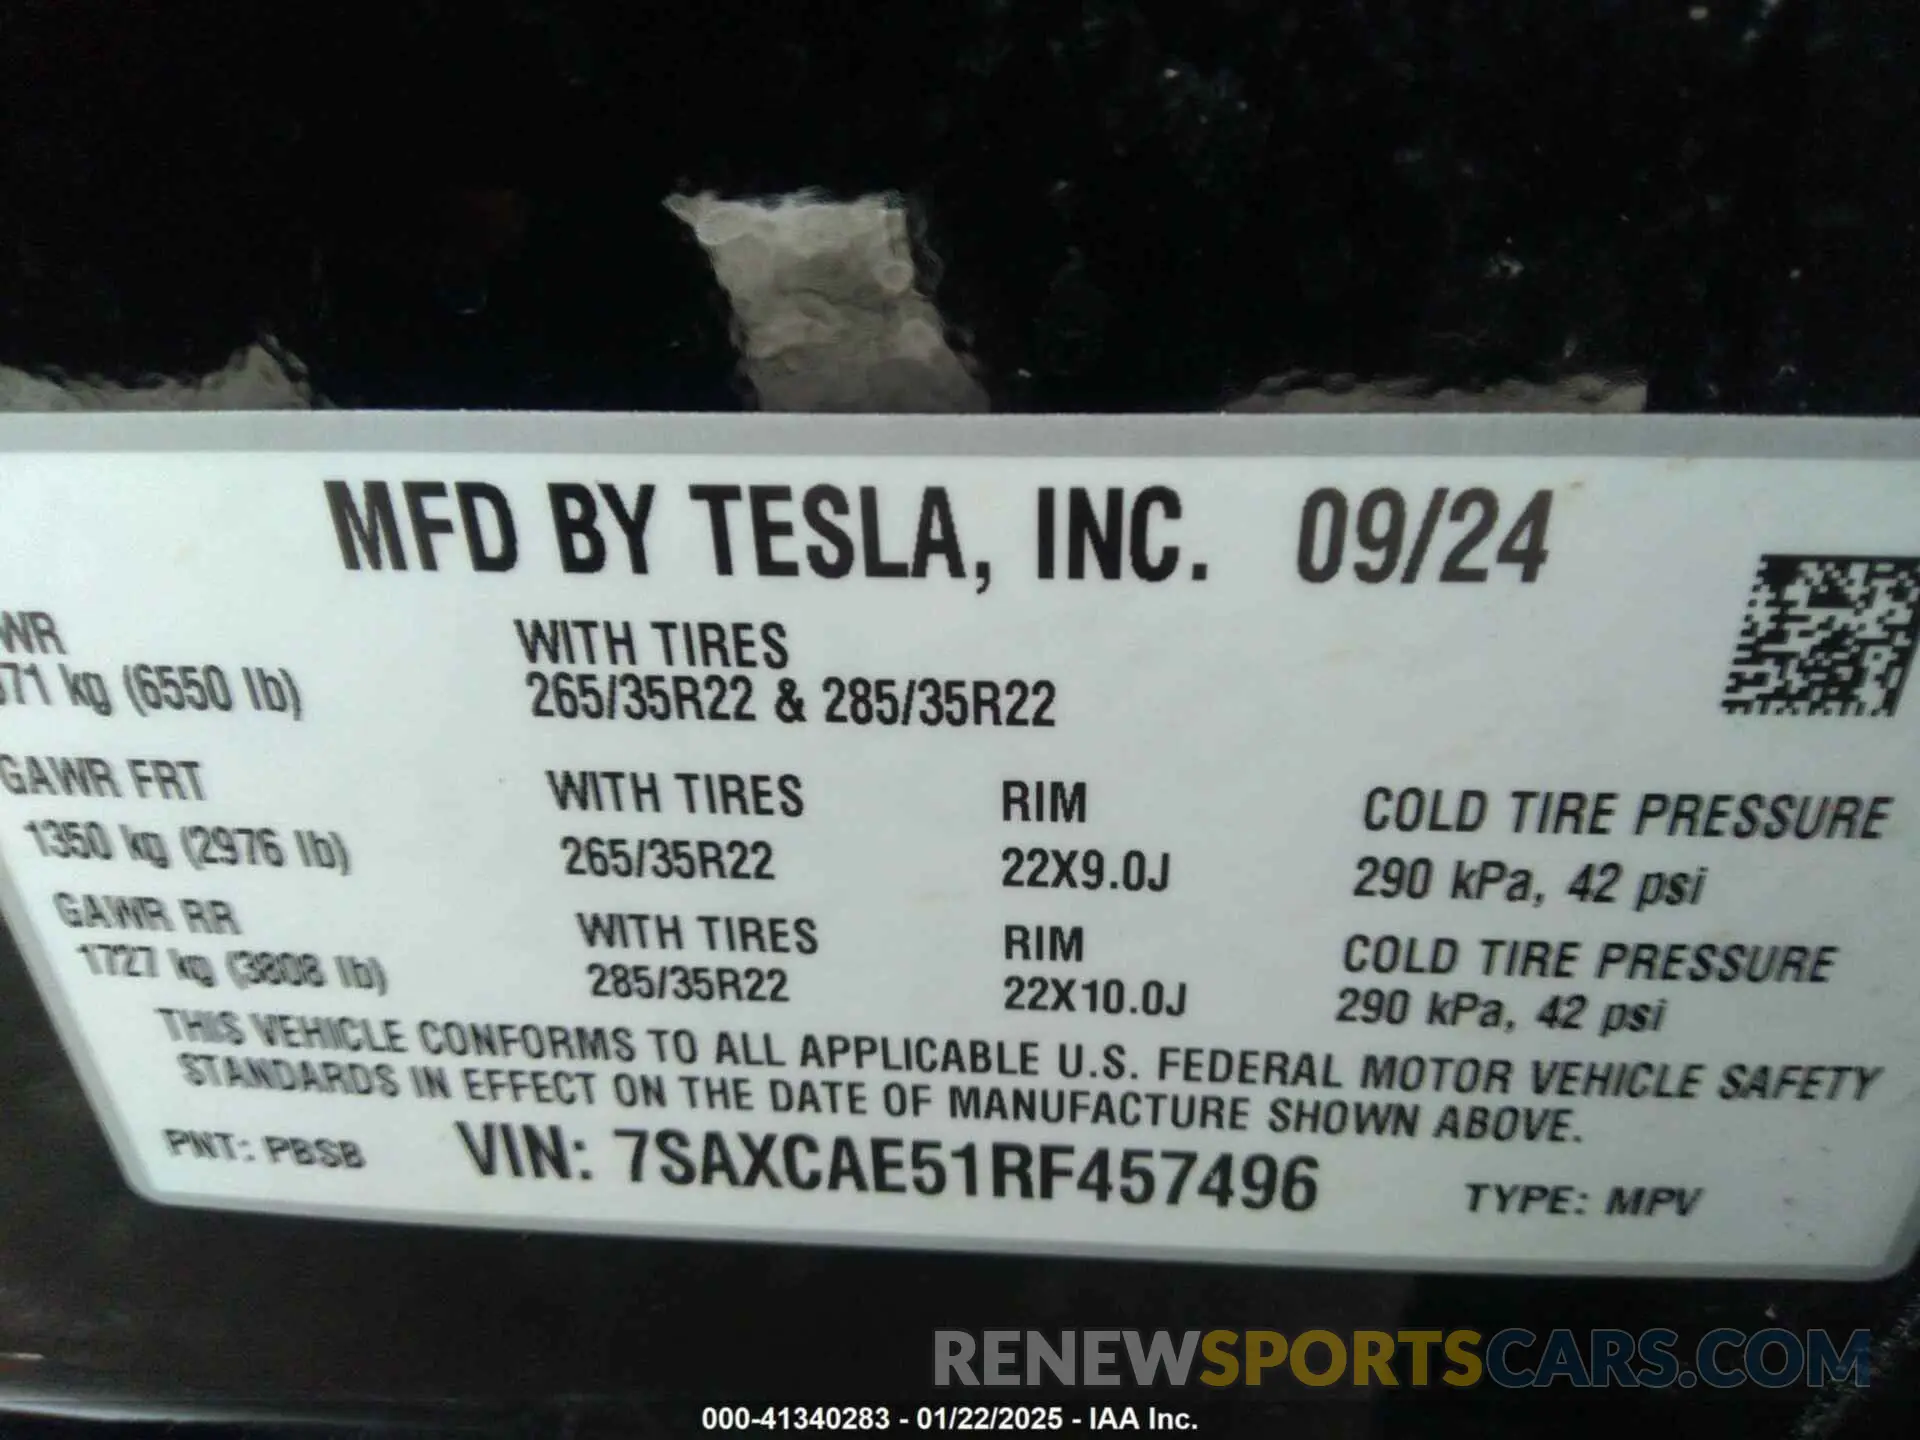 MFD BY TESLA, INC. 09/24
WR WITH TIRES
71 kg (6550 lb) 265/35R22 & 285/35R22
GAWR FRT WITH TIRES RIM COLD TIRE PRESSURE
1350 kg (2976 lb) 265/35R22 22X9.0J 290 kPa, 42 psi
GAWR RR WITH TIRES RIM COLD TIRE PRESSURE
1727 kg (3808 lb) 285/35R22 22X10.0J 290 kPa, 42 psi
THIS VEHICLE CONFORMS TO ALL APPLICABLE U.S. FEDERAL MOTOR VEHICLE SAFETY
STANDARDS IN EFFECT ON THE DATE OF MANUFACTURE SHOWN ABOVE.
PNT: PBSB VIN: 7SAXCAE51RF457496 TYPE: MPV
RENEWSPORTSCARS.COM
000-41340283 - 01/22/2025 - IAA Inc.